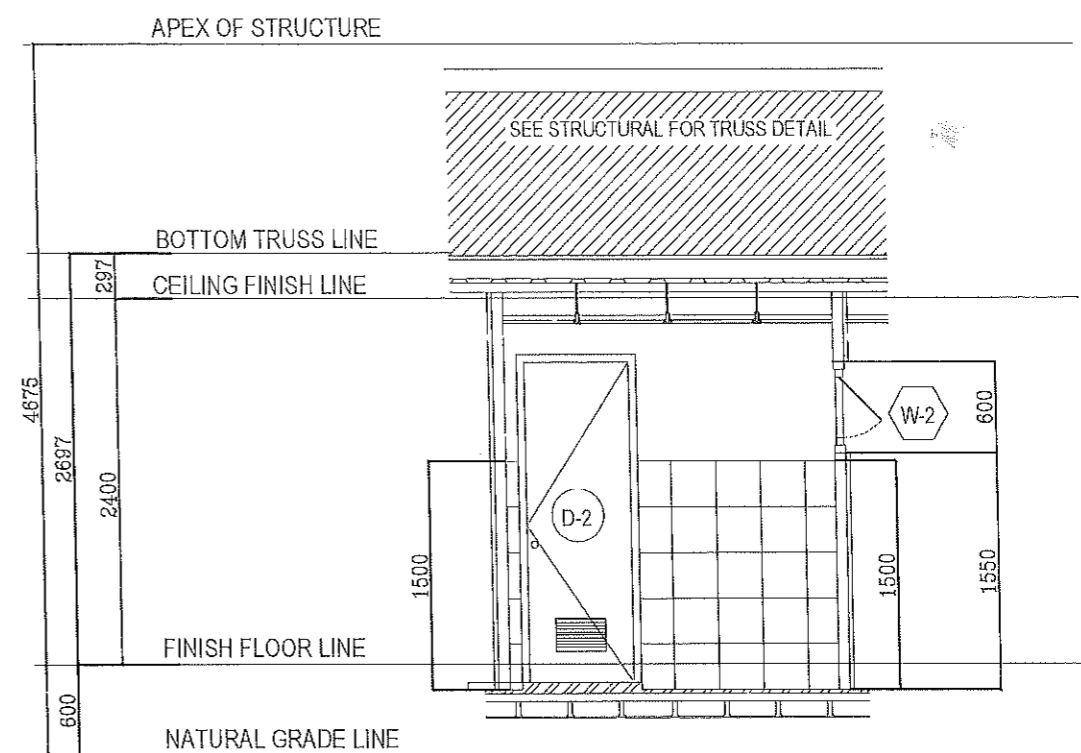 APEX OF STRUCTURE
SEE STRUCTURAL FOR TRUSS DETAIL
BOTTOM TRUSS LINE
297
CEILING FINISH LINE
4675
2697
2400
W-2
600
1500
D-2
1500
1550
FINISH FLOOR LINE
600
NATURAL GRADE LINE